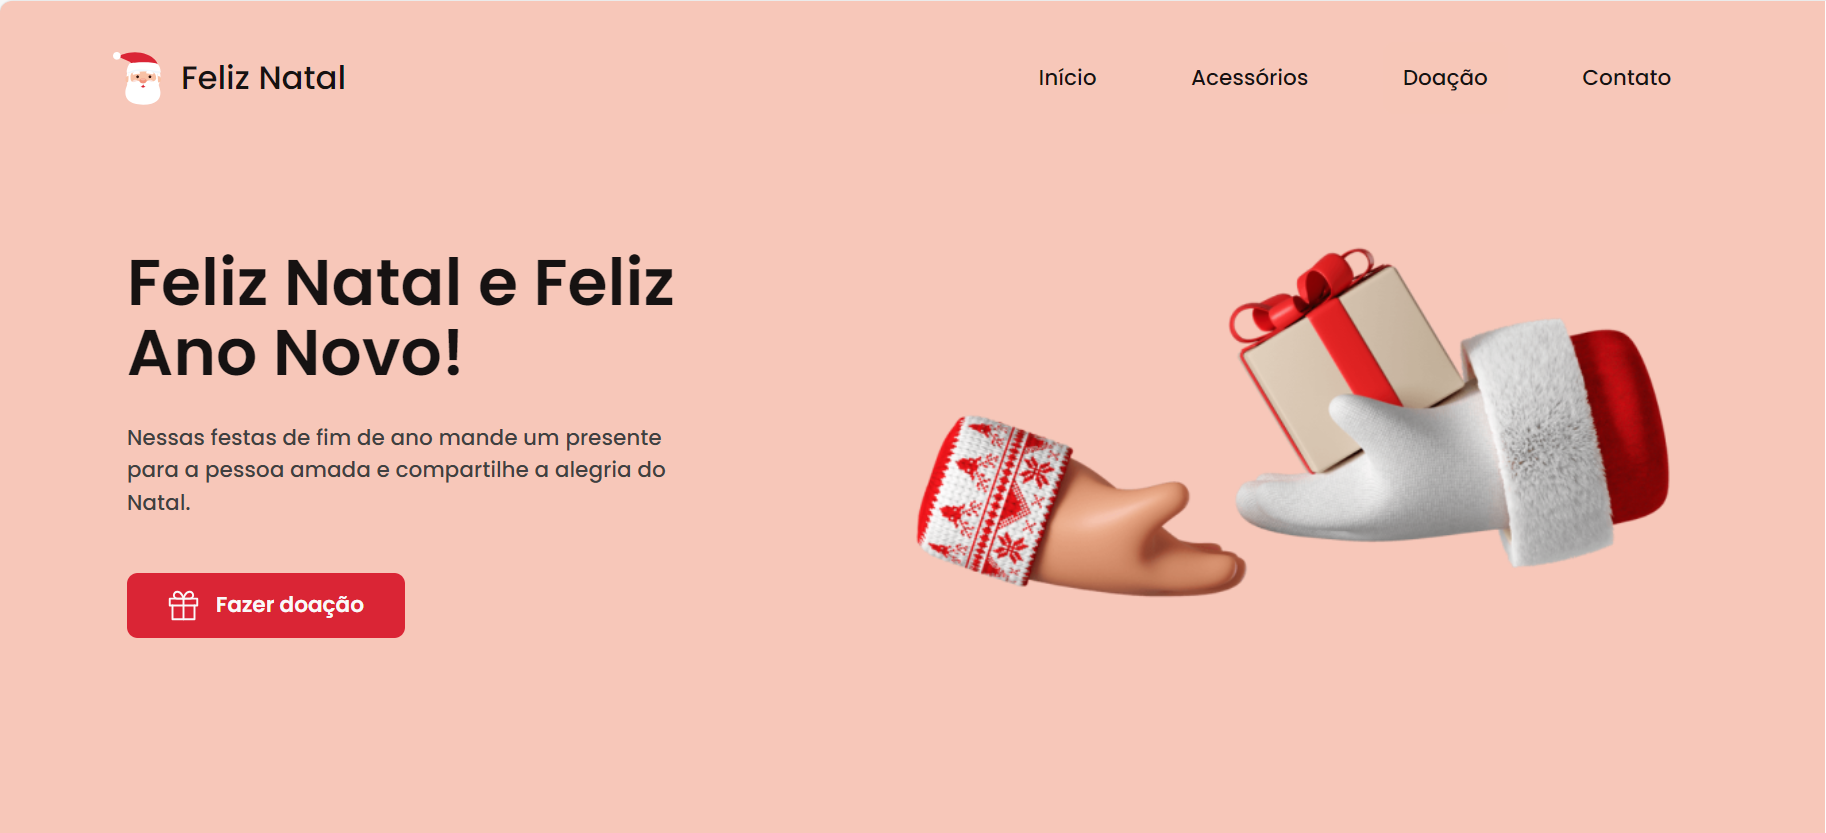 Feliz Natal
Início
Acessórios
Doação
Contato
Feliz Natal e Feliz
Ano Novo!
Nessas festas de fim de ano mande um presente
para a pessoa amada e compartilhe a alegria do
Natal.
Fazer doação